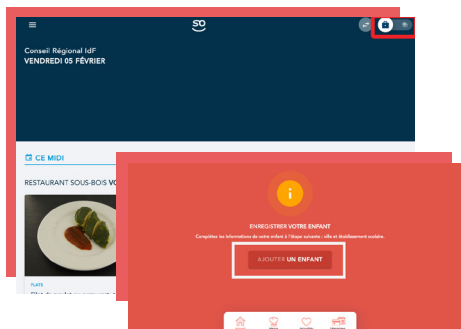 so
Conseil Régional IdF
VENDREDI 05 FÉVRIER
CE MIDI
RESTAURANT SOUS-BOIS
PLATS
i
ENREGISTRER VOTRE ENFANT
Complétez les informations de votre enfant à l'étape suivante : ville et établissement scolaire.
AJOUTER UN ENFANT